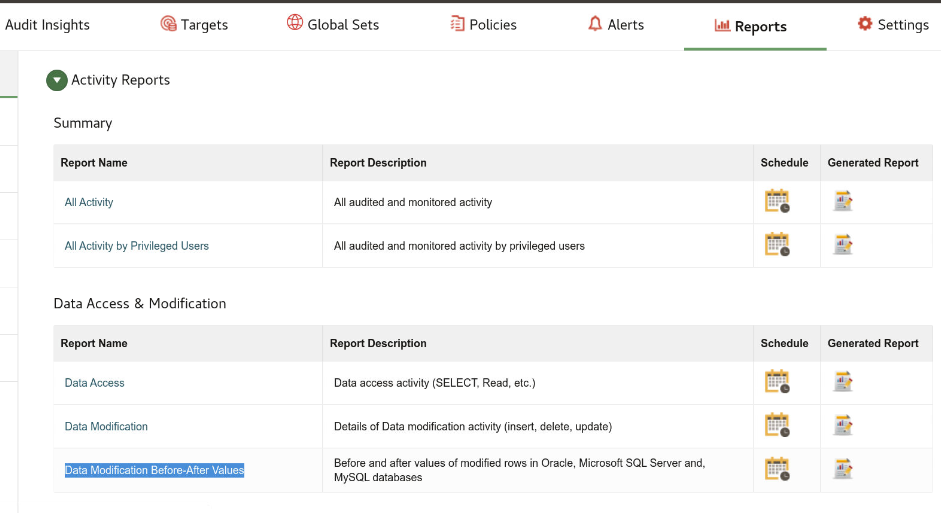 Audit Insights Targets Global Sets Policies Alerts Reports Settings
Activity Reports
Summary
Report Name Report Description Schedule Generated Report
All Activity All audited and monitored activity
All Activity by Privileged Users All audited and monitored activity by privileged users
Data Access & Modification
Report Name Report Description Schedule Generated Report
Data Access Data access activity (SELECT, Read, etc.)
Data Modification Details of Data modification activity (insert, delete, update)
Data Modification Before-After Values Before and after values of modified rows in Oracle, Microsoft SQL Server and,
MySQL databases